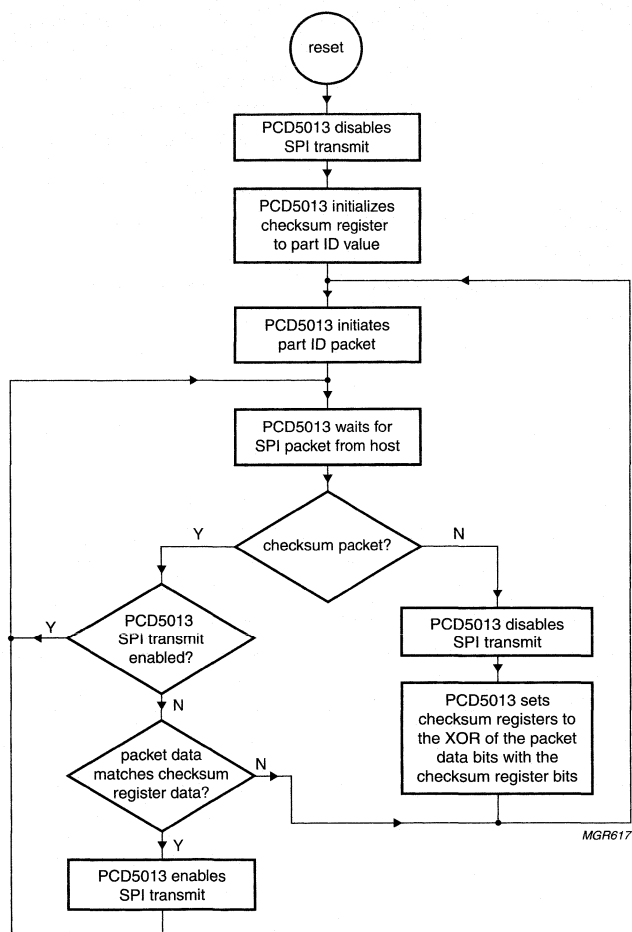 reset
PCD5013 disables
SPI transmit
PCD5013 initializes
checksum register
to part ID value
PCD5013 initiates
part ID packet
PCD5013 waits for
SPI packet from host
checksum packet?
Y
N
PCD5013
SPI transmit
enabled?
Y
N
PCD5013 disables
SPI transmit
PCD5013 sets
checksum registers to
the XOR of the packet
data bits with the
checksum register bits
packet data
matches checksum
register data?
N
Y
MGR617
PCD5013 enables
SPI transmit